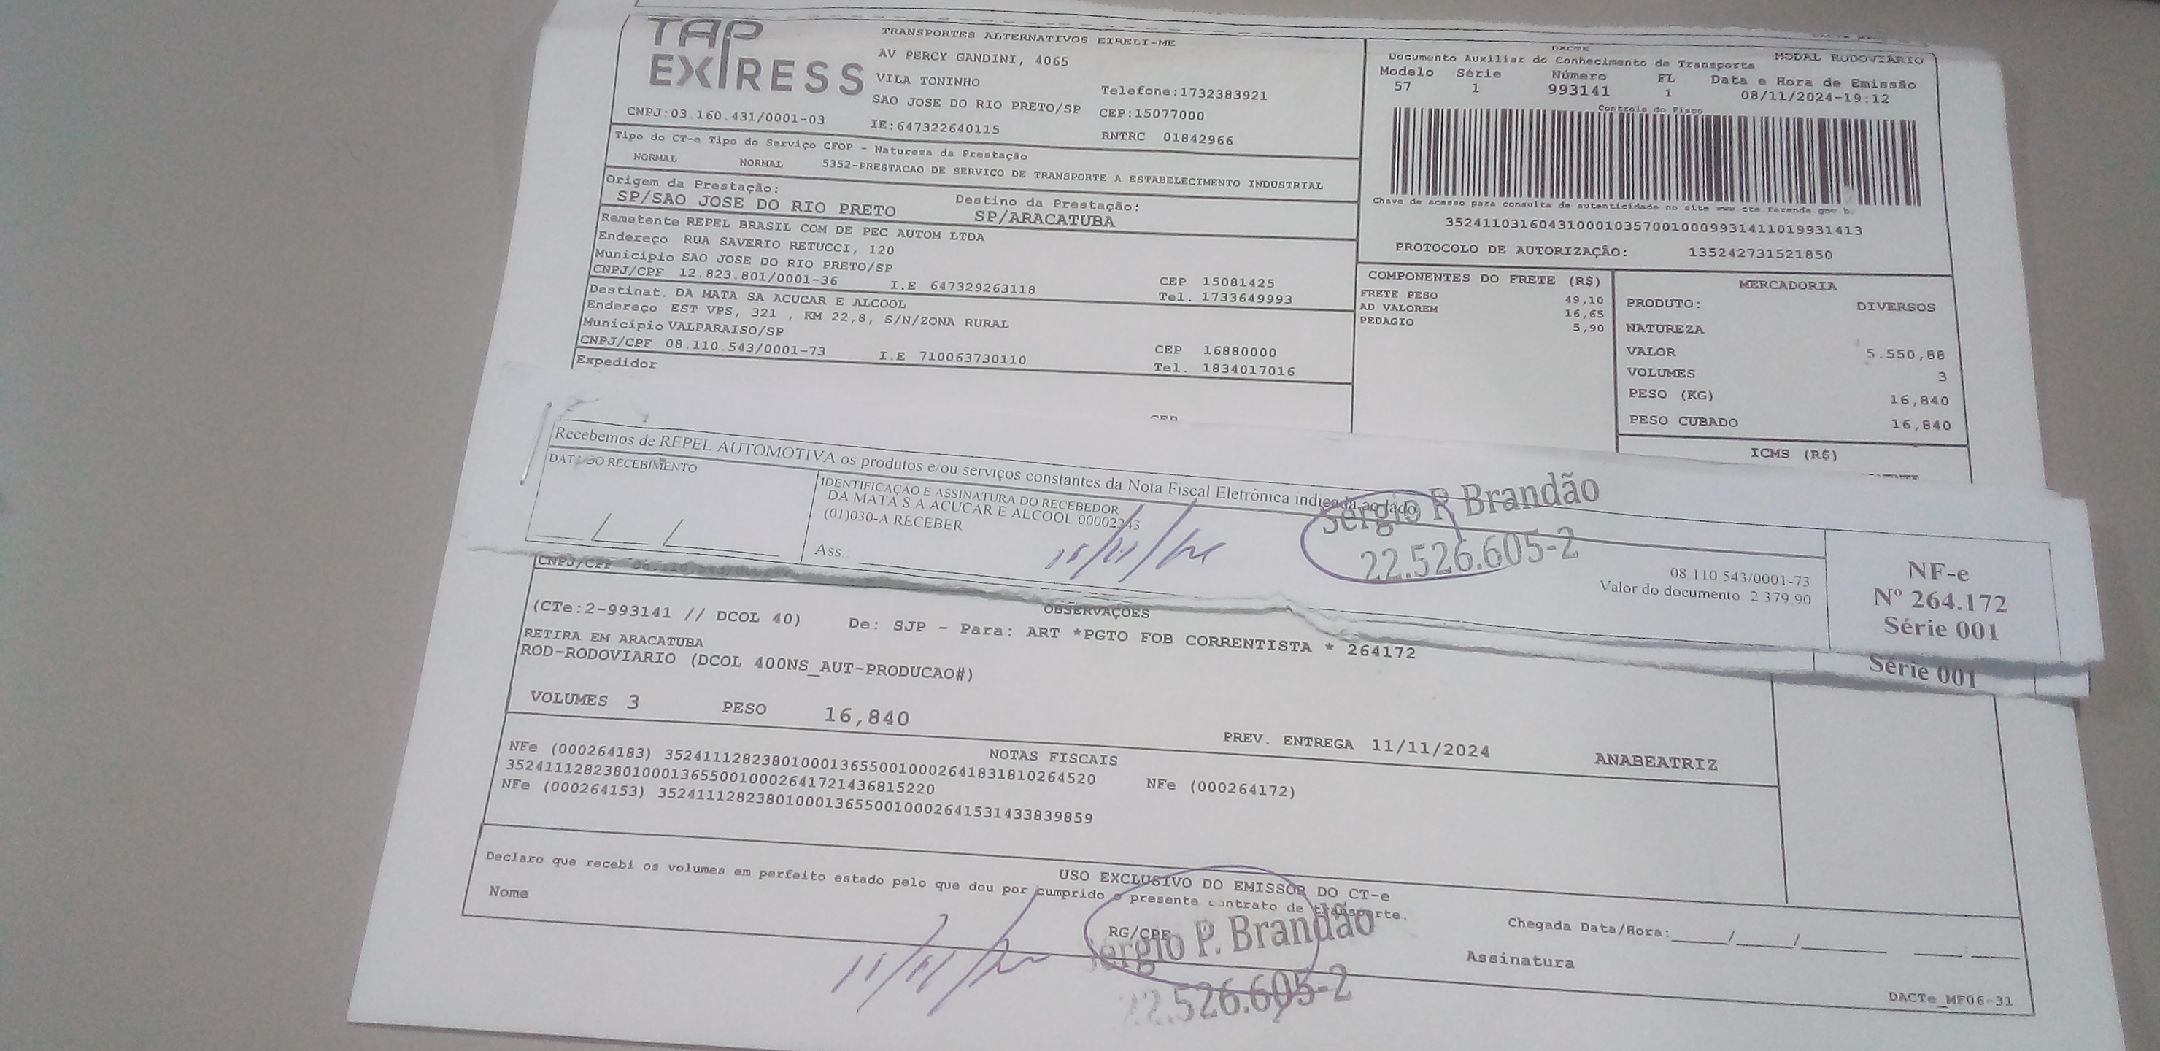 TAP
EXPRESS
TRANSPORTES ALTERNATIVOS EIRELI-ME
AV PERCY GANDINI, 4065
VILA TONINHO
Telefone:1732383921
SAO JOSE DO RIO PRETO/SP CEP:15077000
CNPJ:03.160.431/0001-03 IE:647322640115 RNTRC 01842966
DACTE
Documento Auxiliar do Conhecimento de Transporte MODAL RODOVIÁRIO
Modelo Série Número FL Data e Hora de Emissão
57 1 993141 1 08/11/2024-19:12
Controle do Fisco
Chave de acesso para consulta de autenticidade no site www.cte.fazenda.gov.b
35241103160431000103570010009931411019931413
PROTOCOLO DE AUTORIZAÇÃO: 135242731521850
Tipo do CT-e Tipo do Serviço CFOP - Natureza da Prestação
NORMAL NORMAL 5352-PRESTACAO DE SERVIÇO DE TRANSPORTE A ESTABELECIMENTO INDUSTRIAL
Origem da Prestação: Destino da Prestação:
SP/SAO JOSE DO RIO PRETO SP/ARACATUBA
Remetente REPEL BRASIL COM DE PEC AUTOM LTDA
Endereço RUA SAVERIO RETUCCI, 120
Município SAO JOSE DO RIO PRETO/SP CEP 15081425
CNPJ/CPF 12.823.801/0001-36 I.E 647329263118 Tel. 1733649993
Destinat. DA MATA SA ACUCAR E ALCOOL
Endereço EST VPS, 321 , KM 22,8, S/N/ZONA RURAL
Município VALPARAISO/SP CEP 16880000
CNPJ/CPF 08.110.543/0001-73 I.E 710063730110 Tel. 1834017016
Expedidor
COMPONENTES DO FRETE (R$)
FRETE PESO 49,10
AD VALOREM 16,65
PEDAGIO 5,90
MERCADORIA
PRODUTO: DIVERSOS
NATUREZA
VALOR 5.550,88
VOLUMES 3
PESO (KG) 16,840
PESO CUBADO 16,840
ICMS (R$)
Recebemos de REPEL AUTOMOTIVA os produtos e/ou serviços constantes da Nota Fiscal Eletrônica indicada ao lado
DATA DO RECEBIMENTO
IDENTIFICAÇÃO E ASSINATURA DO RECEBEDOR
DA MATA S A ACUCAR E ALCOOL
(01)030-A RECEBER
Ass.
Sergio P. Brandão
22.526.605-2
08.110.543/0001-73
Valor do documento 2.379,90
NF-e
Nº 264.172
Série 001
Série 001
CNPJ/CPF
OBSERVAÇÕES
(CTe:2-993141 // DCOL 40) De: SJP - Para: ART *PGTO FOB CORRENTISTA * 264172
RETIRA EM ARACATUBA
ROD-RODOVIARIO (DCOL 400NS_AUT-PRODUCAO#)
VOLUMES 3 PESO 16,840 PREV. ENTREGA 11/11/2024 ANABEATRIZ
NOTAS FISCAIS
NFe (000264183) 35241112823801000136550010002641831810264520 NFe (000264172)
35241112823801000136550010002641721436815220
NFe (000264153) 35241112823801000136550010002641531433839859
USO EXCLUSIVO DO EMISSOR DO CT-e
Declaro que recebi os volumes em perfeito estado pelo que dou por cumprido o presente contrato de transporte.
Nome RG/CPF Chegada Data/Hora:____/____/____
Sergio P. Brandão
22.526.605-2
Assinatura
DACTe_MF06-31